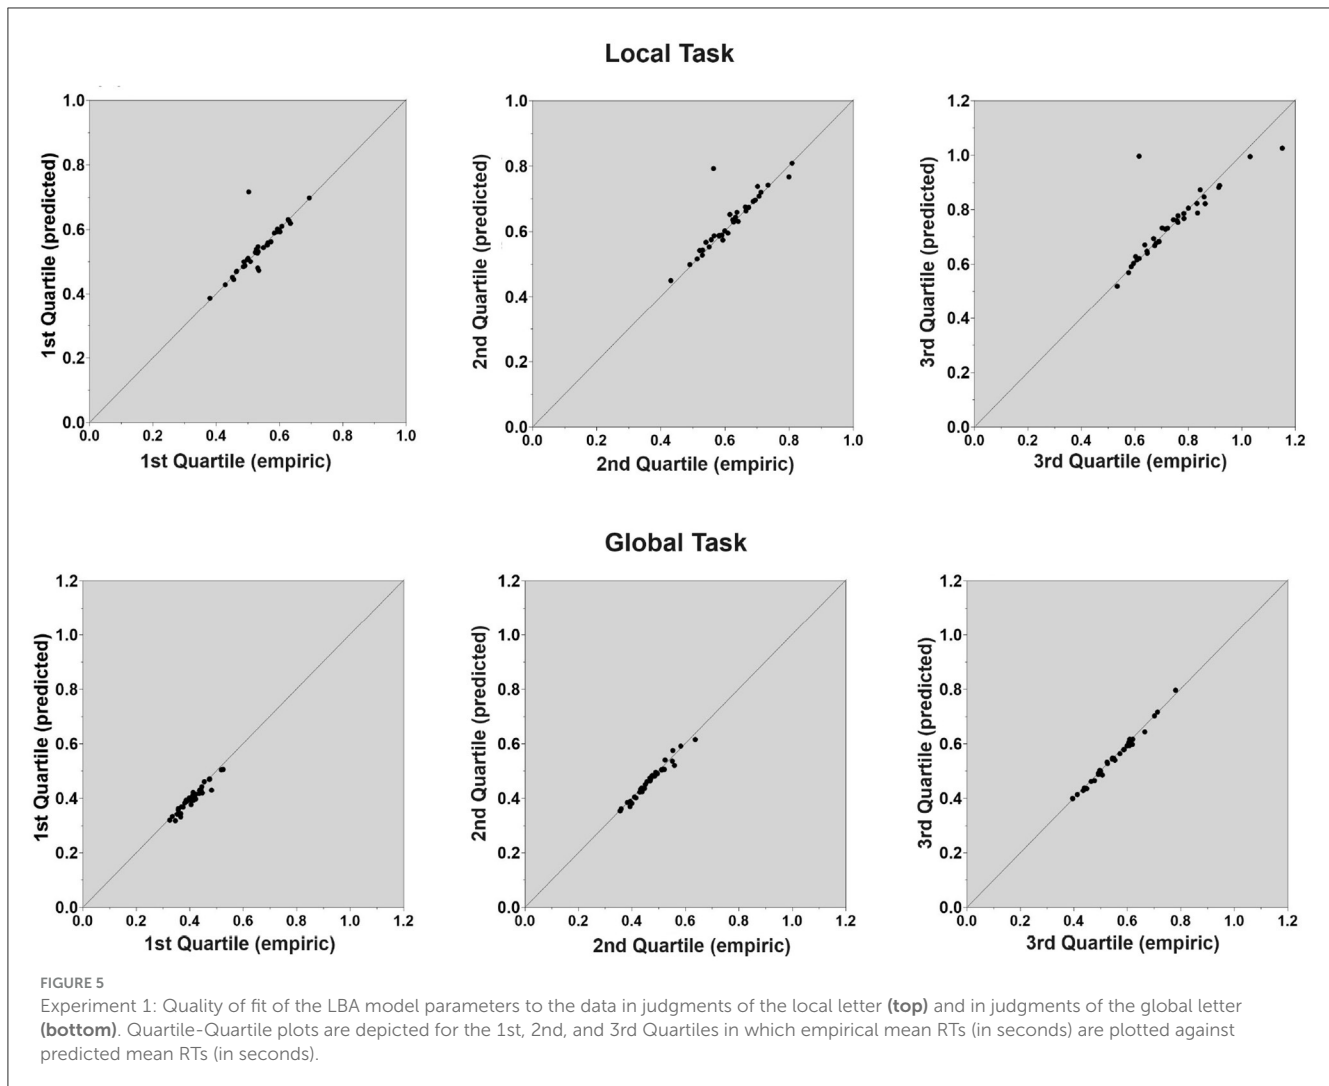 Local Task
1.0
0.8
0.6
0.4
0.2
0.0
1st Quartile (predicted)
0.0 0.2 0.4 0.6 0.8 1.0
1st Quartile (empiric)
1.0
0.8
0.6
0.4
0.2
0.0
2nd Quartile (predicted)
0.0 0.2 0.4 0.6 0.8 1.0
2nd Quartile (empiric)
1.2
1.0
0.8
0.6
0.4
0.2
0.0
3rd Quartile (predicted)
0.0 0.2 0.4 0.6 0.8 1.0 1.2
3rd Quartile (empiric)
Global Task
1.2
1.0
0.8
0.6
0.4
0.2
0.0
1st Quartile (predicted)
0.0 0.2 0.4 0.6 0.8 1.0 1.2
1st Quartile (empiric)
1.2
1.0
0.8
0.6
0.4
0.2
0.0
2nd Quartile (predicted)
0.0 0.2 0.4 0.6 0.8 1.0 1.2
2nd Quartile (empiric)
1.2
1.0
0.8
0.6
0.4
0.2
0.0
3rd Quartile (predicted)
0.0 0.2 0.4 0.6 0.8 1.0 1.2
3rd Quartile (empiric)
FIGURE 5
Experiment 1: Quality of fit of the LBA model parameters to the data in judgments of the local letter (top) and in judgments of the global letter
(bottom). Quartile-Quartile plots are depicted for the 1st, 2nd, and 3rd Quartiles in which empirical mean RTs (in seconds) are plotted against
predicted mean RTs (in seconds).